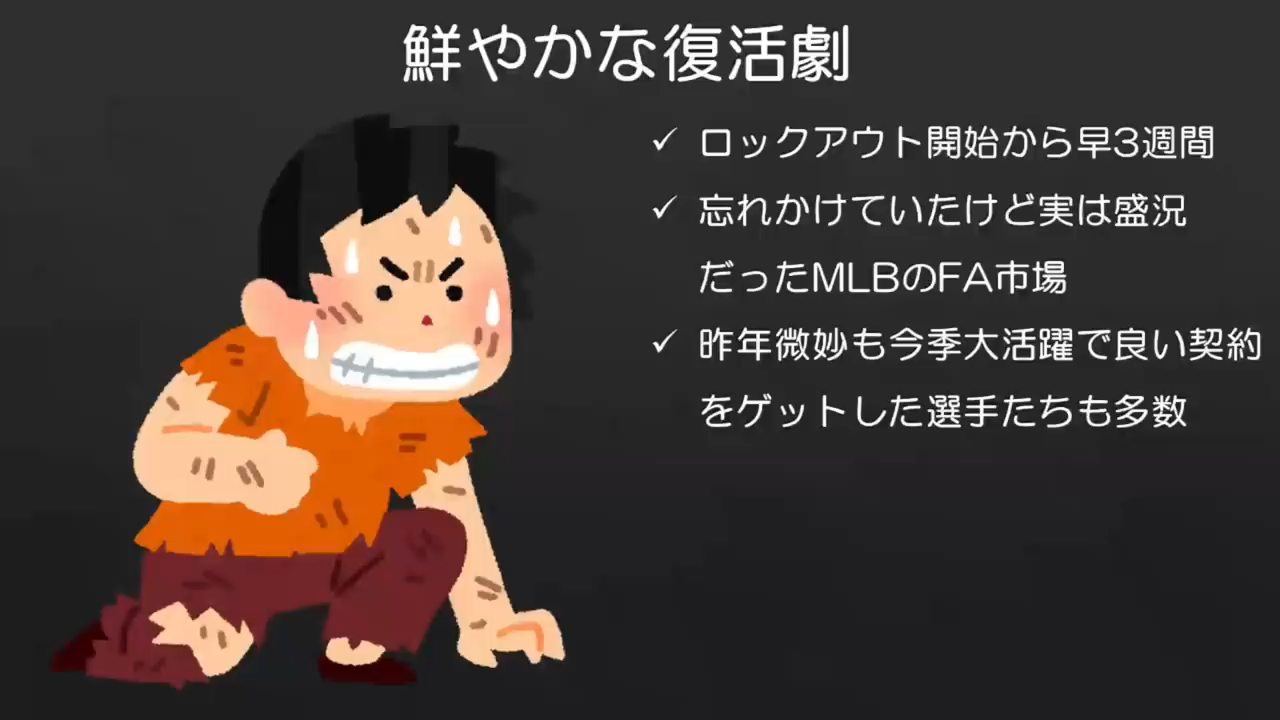 鮮やかな復活劇
✓ ロックアウト開始から早3週間
✓ 忘れかけていたけど実は盛況
だったMLBのFA市場
✓ 昨年微妙も今季大活躍で良い契約
をゲットした選手たちも多数